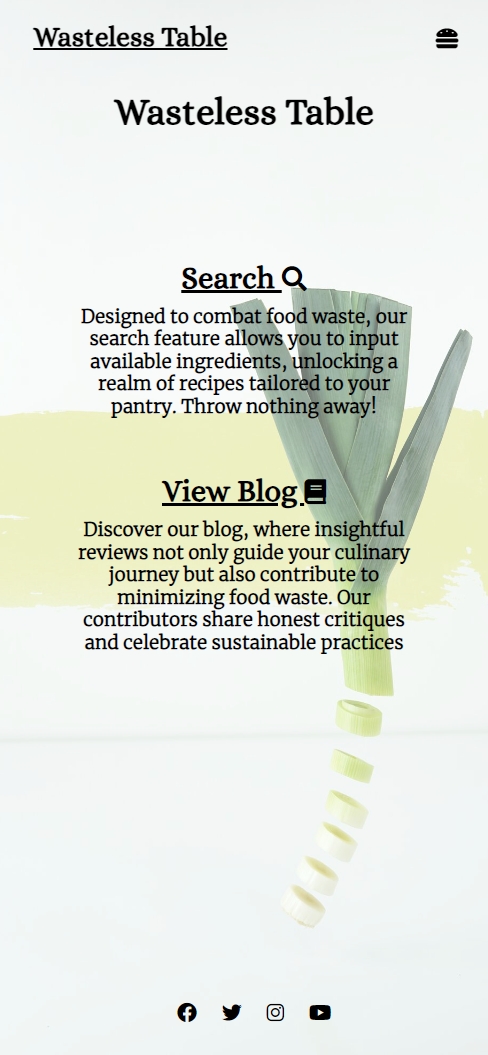 Wasteless Table
Wasteless Table
Search
Designed to combat food waste, our
search feature allows you to input
available ingredients, unlocking a
realm of recipes tailored to your
pantry. Throw nothing away!
View Blog
Discover our blog, where insightful
reviews not only guide your culinary
journey but also contribute to
minimizing food waste. Our
contributors share honest critiques
and celebrate sustainable practices